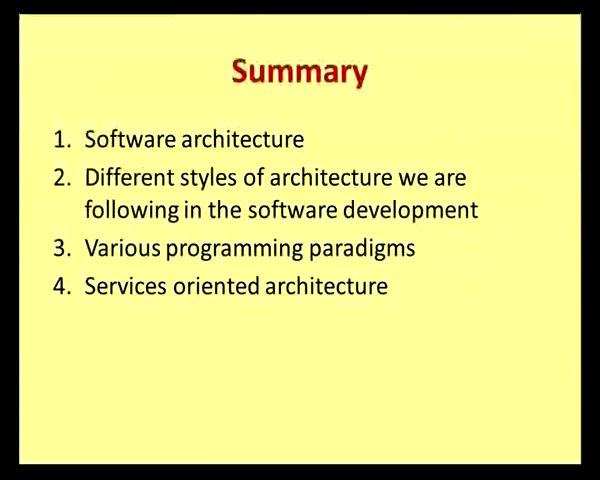 Summary
1. Software architecture
2. Different styles of architecture we are
following in the software development
3. Various programming paradigms
4. Services oriented architecture